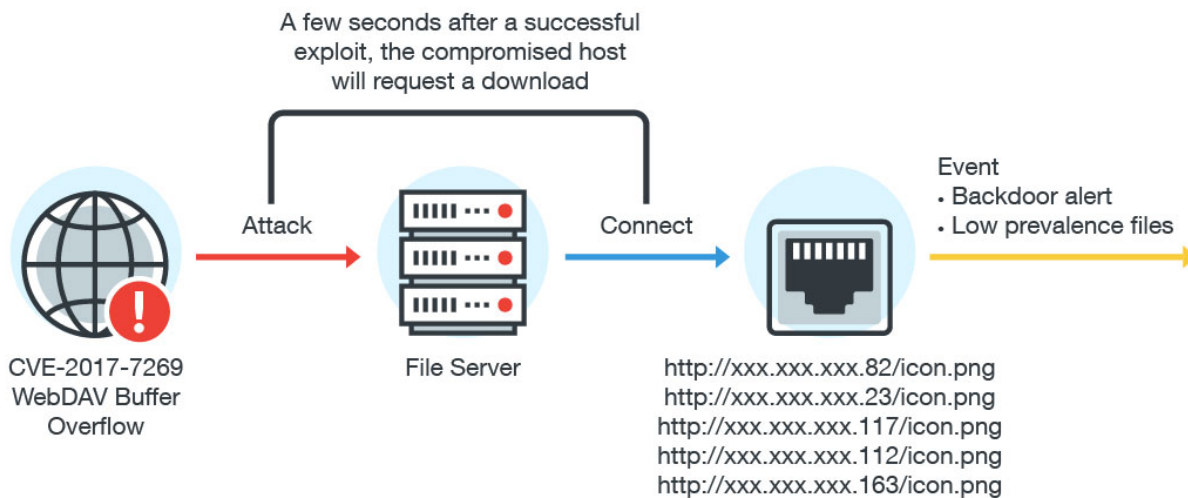 A few seconds after a successful
exploit, the compromised host
will request a download
Attack
Connect
Event
• Backdoor alert
• Low prevalence files
CVE-2017-7269
WebDAV Buffer
Overflow
File Server
http://xxx.xxx.xxx.82/icon.png
http://xxx.xxx.xxx.23/icon.png
http://xxx.xxx.xxx.117/icon.png
http://xxx.xxx.xxx.112/icon.png
http://xxx.xxx.xxx.163/icon.png